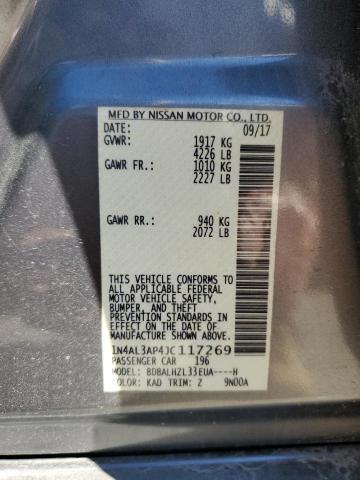 MFD BY NISSAN MOTOR CO., LTD.
DATE: 09/17
GVWR: 1917 KG
4226 LB
GAWR FR.: 1010 KG
2227 LB
GAWR RR.: 940 KG
2072 LB
THIS VEHICLE CONFORMS TO
ALL APPLICABLE FEDERAL
MOTOR VEHICLE SAFETY,
BUMPER, AND THEFT
PREVENTION STANDARDS
IN EFFECT ON THE DATE OF
MANUFACTURE SHOWN ABOVE.
1N4AL3AP4JC117269
PASSENGER CAR 196
MODEL: BDBALHZL33EUA----H
COLOR: KAD TRIM: Z 9N00A